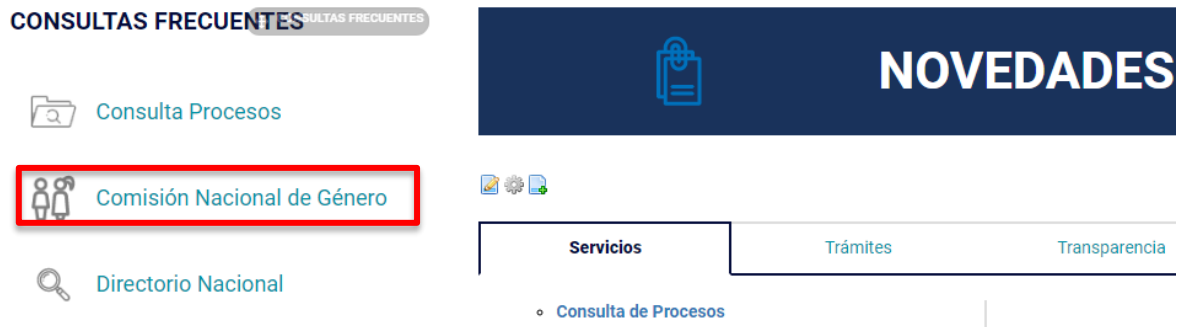 CONSULTAS FRECUENTES
Consulta Procesos
Comisión Nacional de Género
Directorio Nacional
NOVEDADES
Servicios
Trámites
Transparencia
Consulta de Procesos